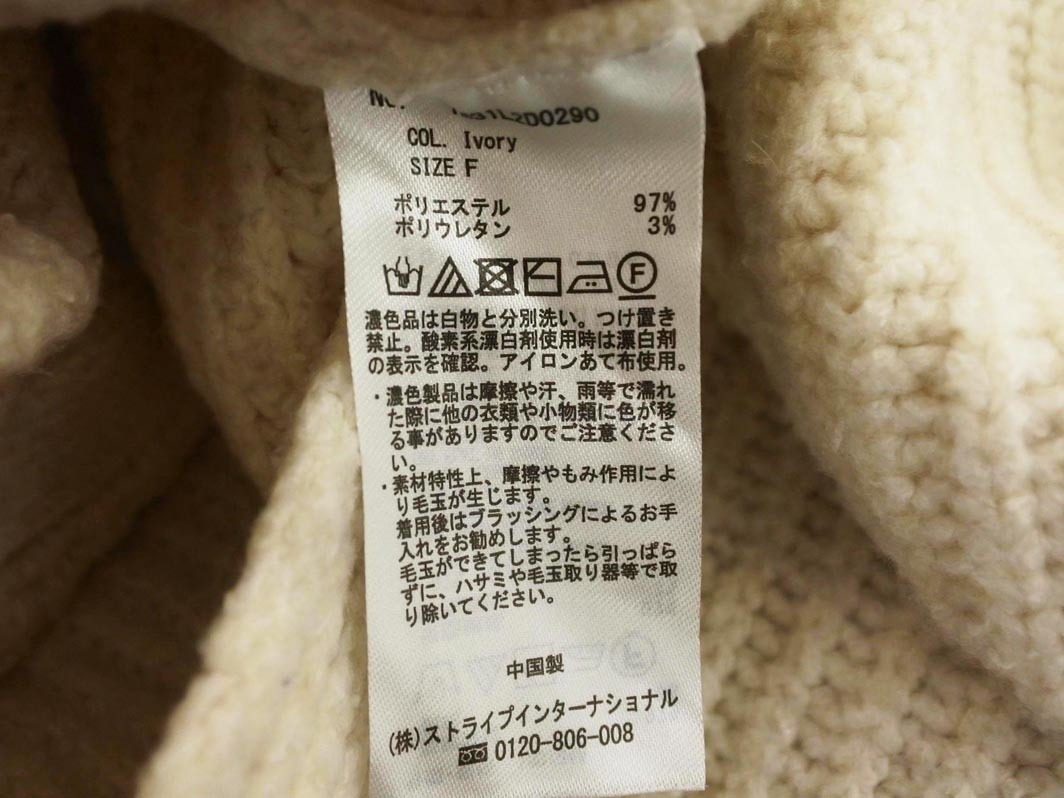 COL. Ivory
SIZE F
ポリエステル 97%
ポリウレタン 3%
F
濃色品は白物と分別洗い。つけ置き
禁止。酸素系漂白剤使用時は漂白剤
の表示を確認。アイロンあて布使用。
・濃色製品は摩擦や汗、雨等で濡れ
た際に他の衣類や小物類に色が移
る事がありますのでご注意くださ
い。
・素材特性上、摩擦やもみ作用によ
り毛玉が生じます。
着用後はブラッシングによるお手
入れをお勧めします。
毛玉ができてしまったら引っぱら
ずに、ハサミや毛玉取り器等で取
り除いてください。
中国製
(株)ストライプインターナショナル
0120-806-008